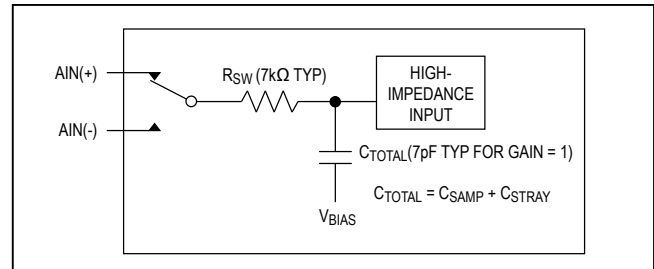 AIN(+)
RSW (7kΩ TYP)
HIGH-
IMPEDANCE
INPUT
AIN(-)
CTOTAL(7pF TYP FOR GAIN = 1)
CTOTAL = CSAMP + CSTRAY
VBIAS